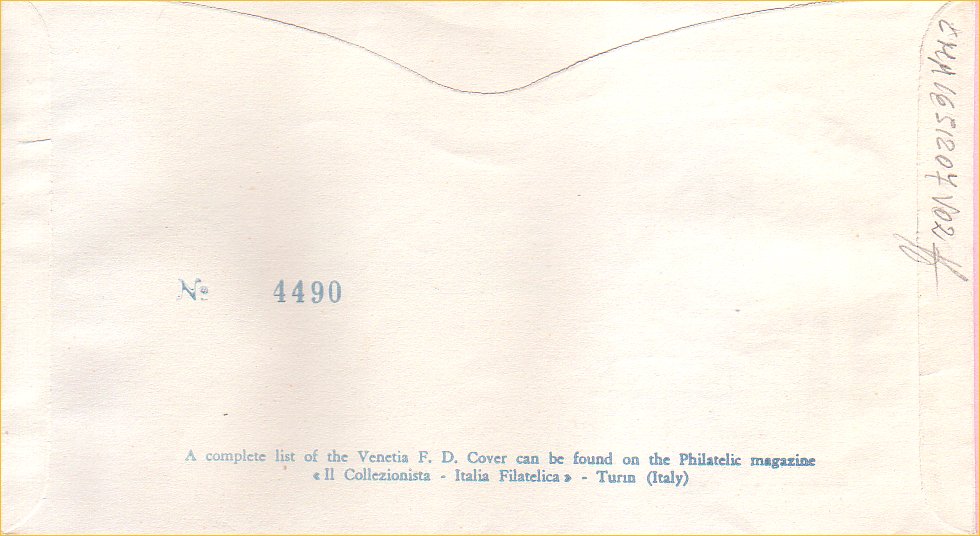 № 4490
A complete list of the Venetia F. D. Cover can be found on the Philatelic magazine
« Il Collezionista - Italia Filatelica » - Turin (Italy)